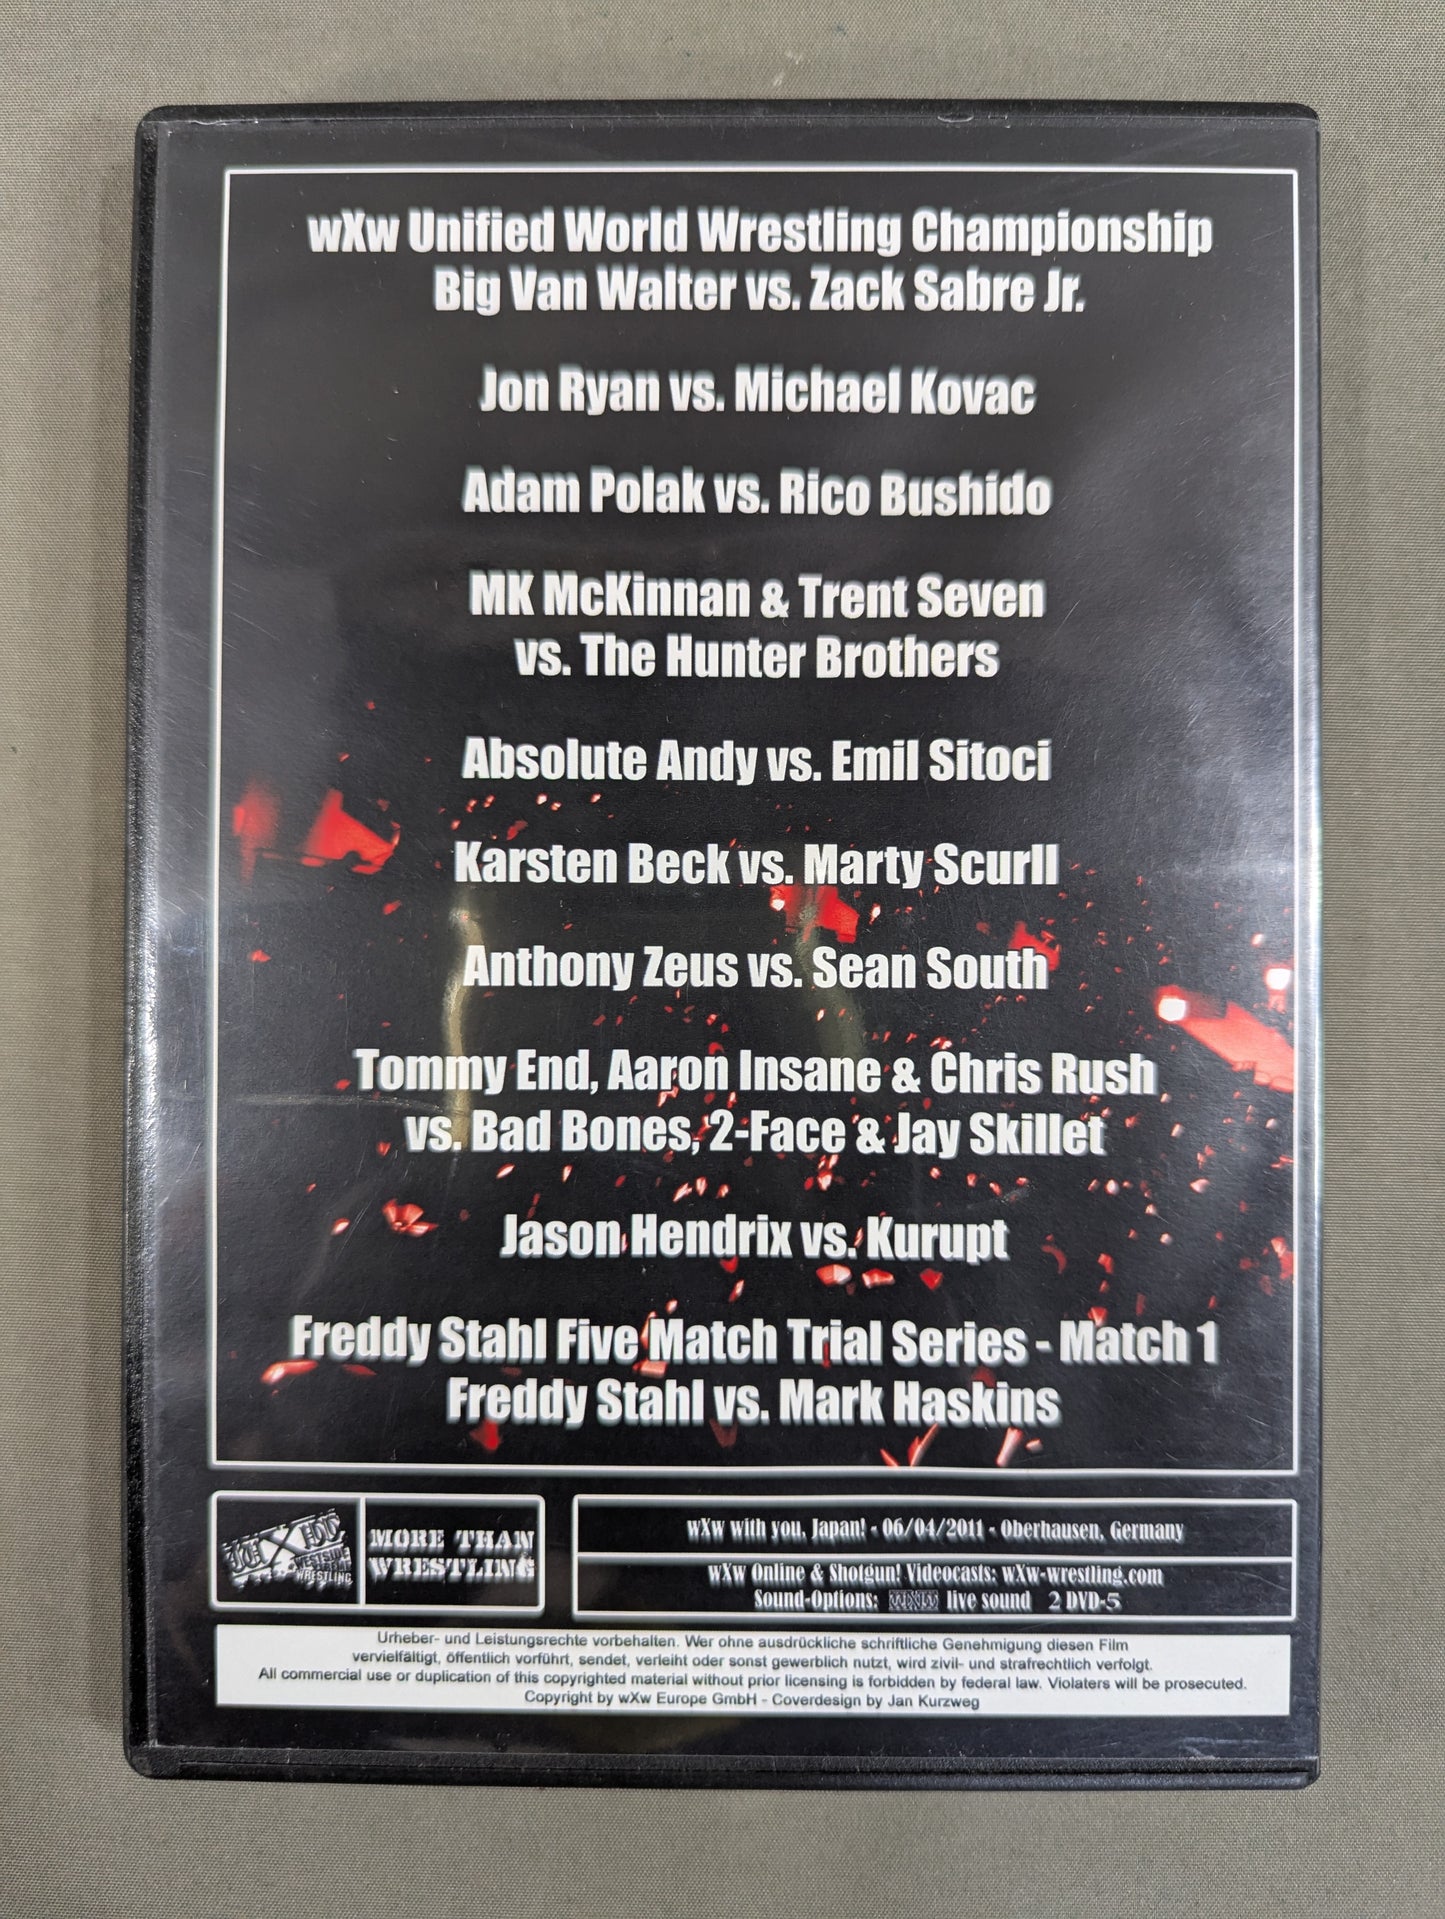 wXw Unified World Wrestling Championship
Big Van Walter vs. Zack Sabre Jr.
Jon Ryan vs. Michael Kovac
Adam Polak vs. Rico Bushido
MK McKinnan & Trent Seven
vs. The Hunter Brothers
Absolute Andy vs. Emil Sitoci
Karsten Beck vs. Marty Scurll
Anthony Zeus vs. Sean South
Tommy End, Aaron Insane & Chris Rush
vs. Bad Bones, 2-Face & Jay Skillet
Jason Hendrix vs. Kurupt
Freddy Stahl Five Match Trial Series - Match 1
Freddy Stahl vs. Mark Haskins
wXw
WESTSIDE
XTREME
WRESTLING
MORE THAN
WRESTLING
wXw with you, Japan! - 06/04/2011 - Oberhausen, Germany
wXw Online & Shotgun! Videocasts: wXw-wrestling.com
Sound-Options: wXw live sound 2 DVD-5
Urheber- und Leistungsrechte vorbehalten. Wer ohne ausdrückliche schriftliche Genehmigung diesen Film
vervielfältigt, öffentlich vorführt, sendet, verleiht oder sonst gewerblich nutzt, wird zivil- und strafrechtlich verfolgt.
All commercial use or duplication of this copyrighted material without prior licensing is forbidden by federal law. Violaters will be prosecuted.
Copyright by wXw Europe GmbH - Coverdesign by Jan Kurzweg